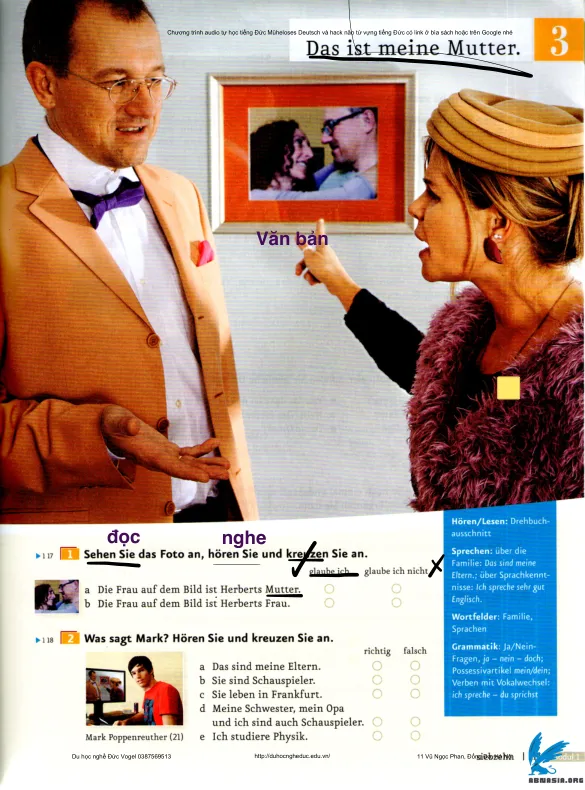 Chương trình audio tự học tiếng Đức Müheloses Deutsch và hack não từ vựng tiếng Đức có link ở bìa sách hoặc trên Google nhé
Das ist meine Mutter.
3
Văn bản
đọc
nghe
▶ 1 17 1 Sehen Sie das Foto an, hören Sie und kreuzen Sie an.
glaube ich glaube ich nicht
a Die Frau auf dem Bild ist Herberts Mutter.
b Die Frau auf dem Bild ist Herberts Frau.
▶ 1 18 2 Was sagt Mark? Hören Sie und kreuzen Sie an.
richtig falsch
a Das sind meine Eltern.
b Sie sind Schauspieler.
c Sie leben in Frankfurt.
d Meine Schwester, mein Opa
und ich sind auch Schauspieler.
e Ich studiere Physik.
Mark Poppenreuther (21)
Hören/Lesen: Drehbuch-
ausschnitt
Sprechen: über die
Familie: Das sind meine
Eltern.; über Sprachkennt-
nisse: Ich spreche sehr gut
Englisch.
Wortfelder: Familie,
Sprachen
Grammatik: Ja/Nein-
Fragen, ja – nein – doch;
Possessivartikel mein/dein;
Verben mit Vokalwechsel:
ich spreche – du sprichst
Du học nghề Đức Vogel 0387569513
http://duhocngheduc.edu.vn/
11 Vũ Ngọc Phan, Đống
siebzehn
Modul 1
ABWASIA.ORG